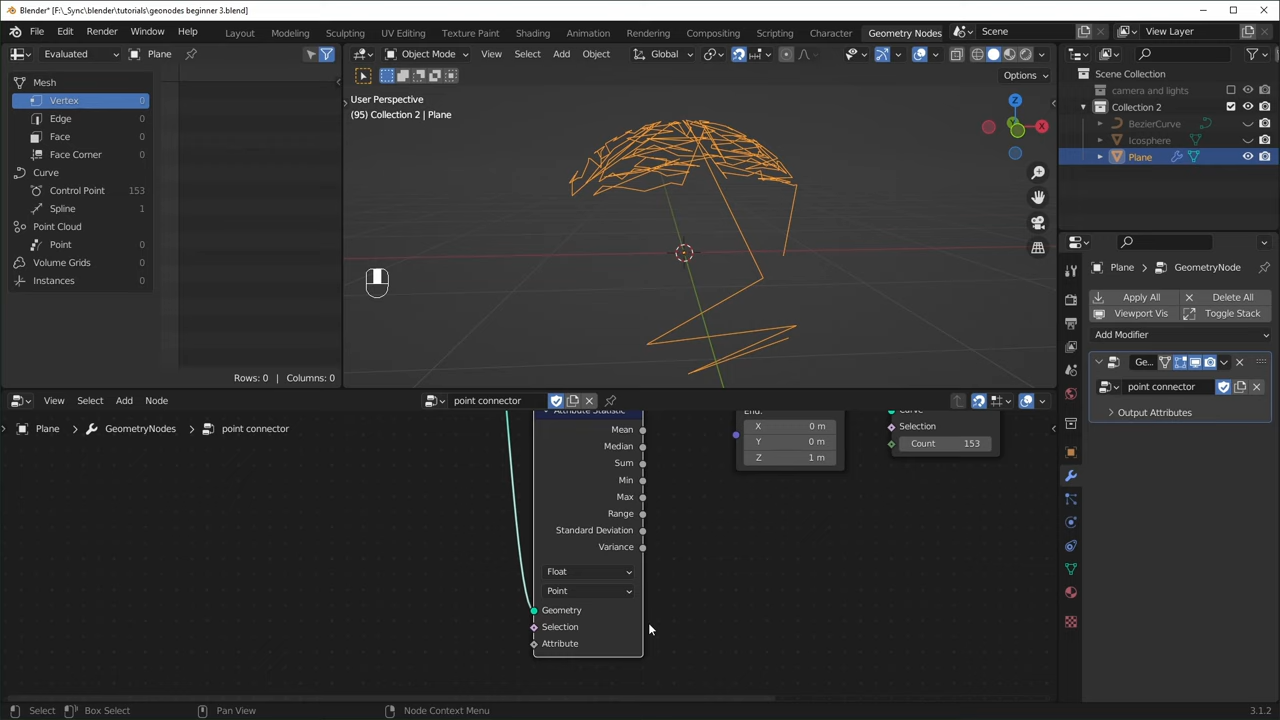 Blender* [F:\_Sync\blender\tutorials\geonodes beginner 3.blend]
File Edit Render Window Help Layout Modeling Sculpting UV Editing Texture Paint Shading Animation Rendering Compositing Scripting Character Geometry Nodes Scene View Layer
Evaluated Plane
Object Mode View Select Add Object Global
Options
Mesh
Vertex 0
Edge 0
Face 0
Face Corner 0
Curve
Control Point 153
Spline 1
Point Cloud
Point 0
Volume Grids 0
Instances 0
Rows: 0 | Columns: 0
User Perspective
(95) Collection 2 | Plane
X
Scene Collection
camera and lights
Collection 2
BezierCurve
Icosphere
Plane
Plane GeometryNode
Apply All Delete All
Viewport Vis Toggle Stack
Add Modifier
Ge...
point connector
Output Attributes
View Select Add Node point connector
Plane GeometryNodes point connector
Attribute Statistic
Mean
Median
Sum
Min
Max
Range
Standard Deviation
Variance
Float
Point
Geometry
Selection
Attribute
End:
X 0 m
Y 0 m
Z 1 m
Curve
Selection
Count 153
Select Box Select Pan View Node Context Menu 3.1.2